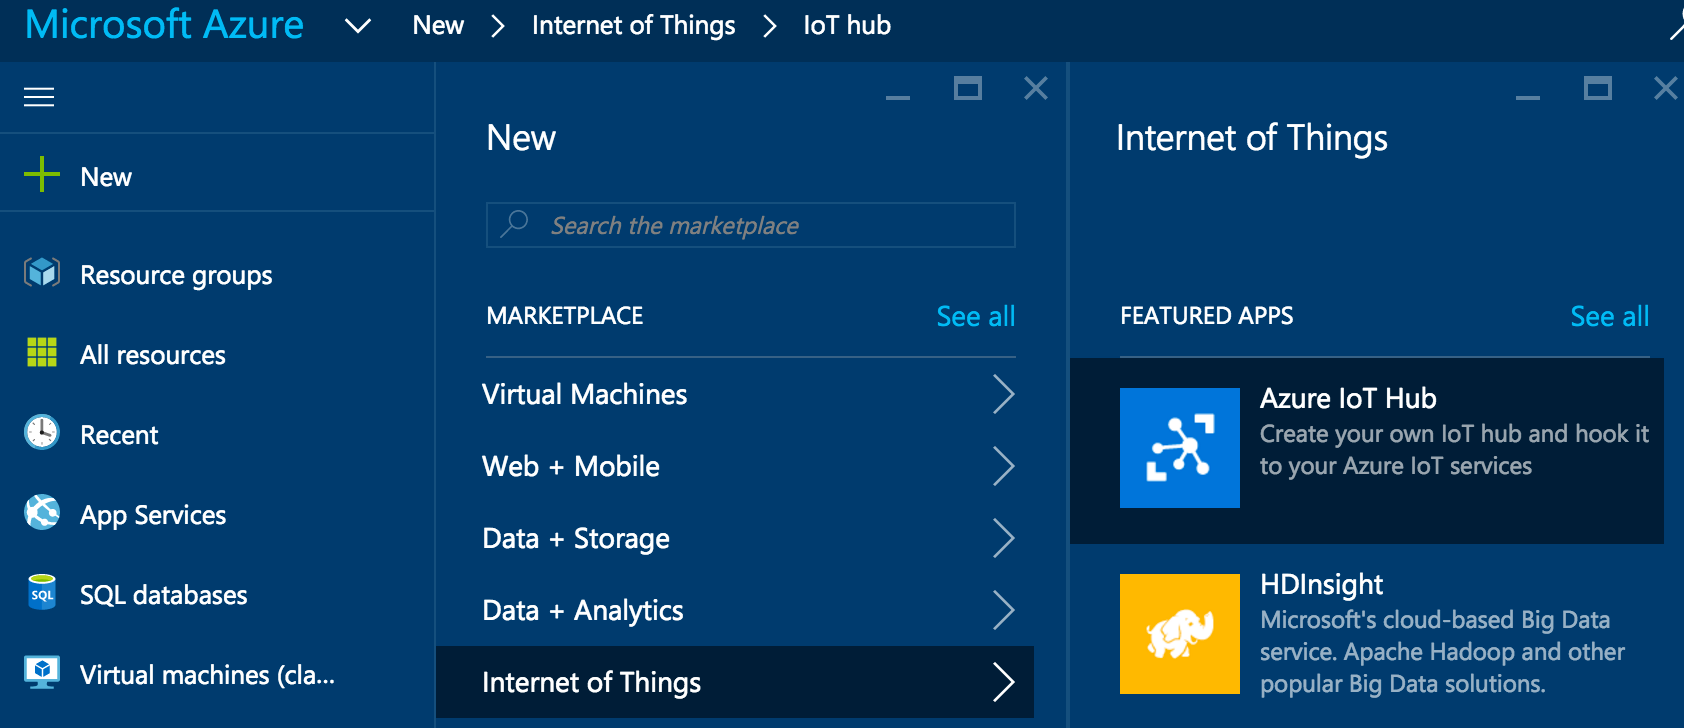 Microsoft Azure
New
Internet of Things
IoT hub
New
Resource groups
All resources
Recent
App Services
SQL
SQL databases
Virtual machines (cla...
New
Search the marketplace
MARKETPLACE
See all
Virtual Machines
Web + Mobile
Data + Storage
Data + Analytics
Internet of Things
Internet of Things
FEATURED APPS
See all
Azure IoT Hub
Create your own IoT hub and hook it
to your Azure IoT services
HDInsight
Microsoft's cloud-based Big Data
service. Apache Hadoop and other
popular Big Data solutions.